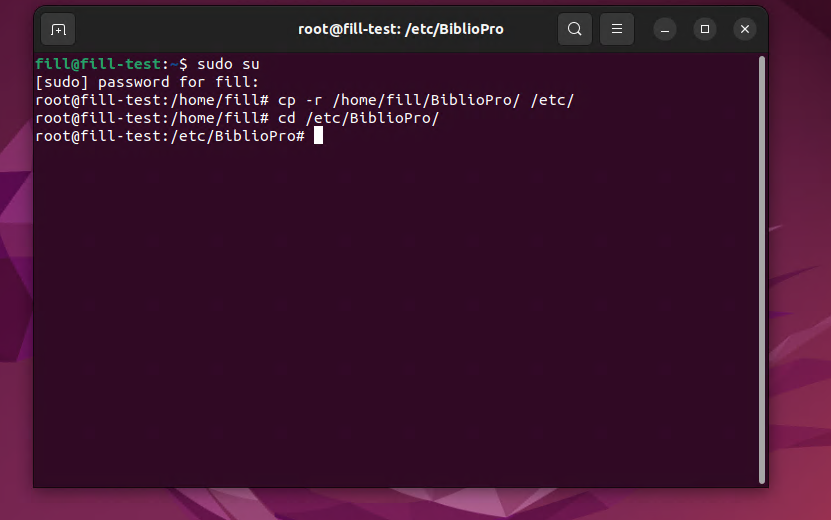 root@fill-test: /etc/BiblioPro
fill@fill-test:~$ sudo su
[sudo] password for fill:
root@fill-test:/home/fill# cp -r /home/fill/BiblioPro/ /etc/
root@fill-test:/home/fill# cd /etc/BiblioPro/
root@fill-test:/etc/BiblioPro#